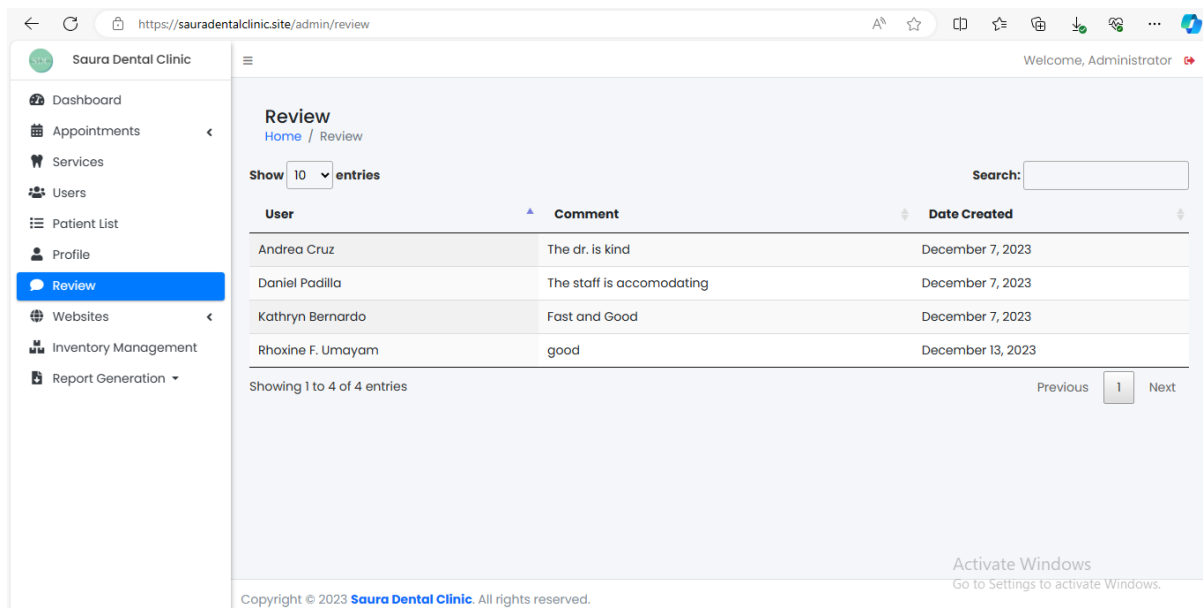 https://sauradentalclinic.site/admin/review
Saura Dental Clinic
Welcome, Administrator
Dashboard
Appointments
Services
Users
Patient List
Profile
Review
Websites
Inventory Management
Report Generation
Review
Home / Review
Show 10 entries
Search:
User Comment Date Created
Andrea Cruz The dr. is kind December 7, 2023
Daniel Padilla The staff is accomodating December 7, 2023
Kathryn Bernardo Fast and Good December 7, 2023
Rhoxine F. Umayam good December 13, 2023
Showing 1 to 4 of 4 entries
Previous 1 Next
Activate Windows
Go to Settings to activate Windows.
Copyright © 2023 Saura Dental Clinic. All rights reserved.